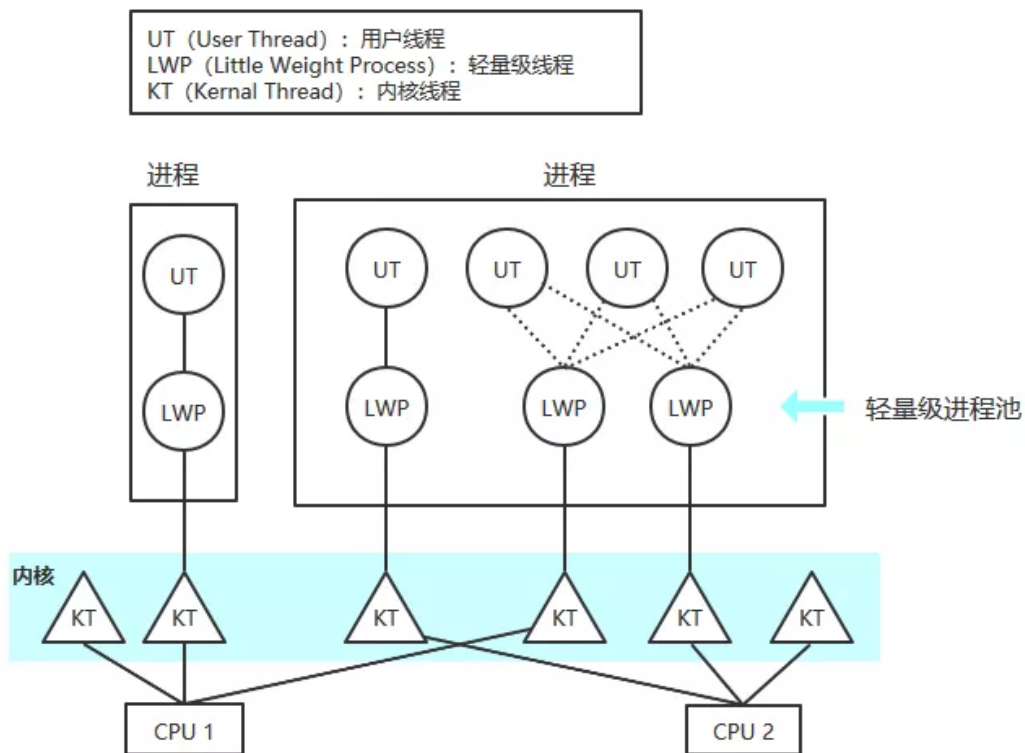 UT（User Thread）：用户线程
LWP（Little Weight Process）：轻量级线程
KT（Kernal Thread）：内核线程
进程 进程
UT UT UT UT UT
LWP LWP LWP LWP
轻量级进程池
内核
KT KT KT KT KT KT
CPU 1 CPU 2